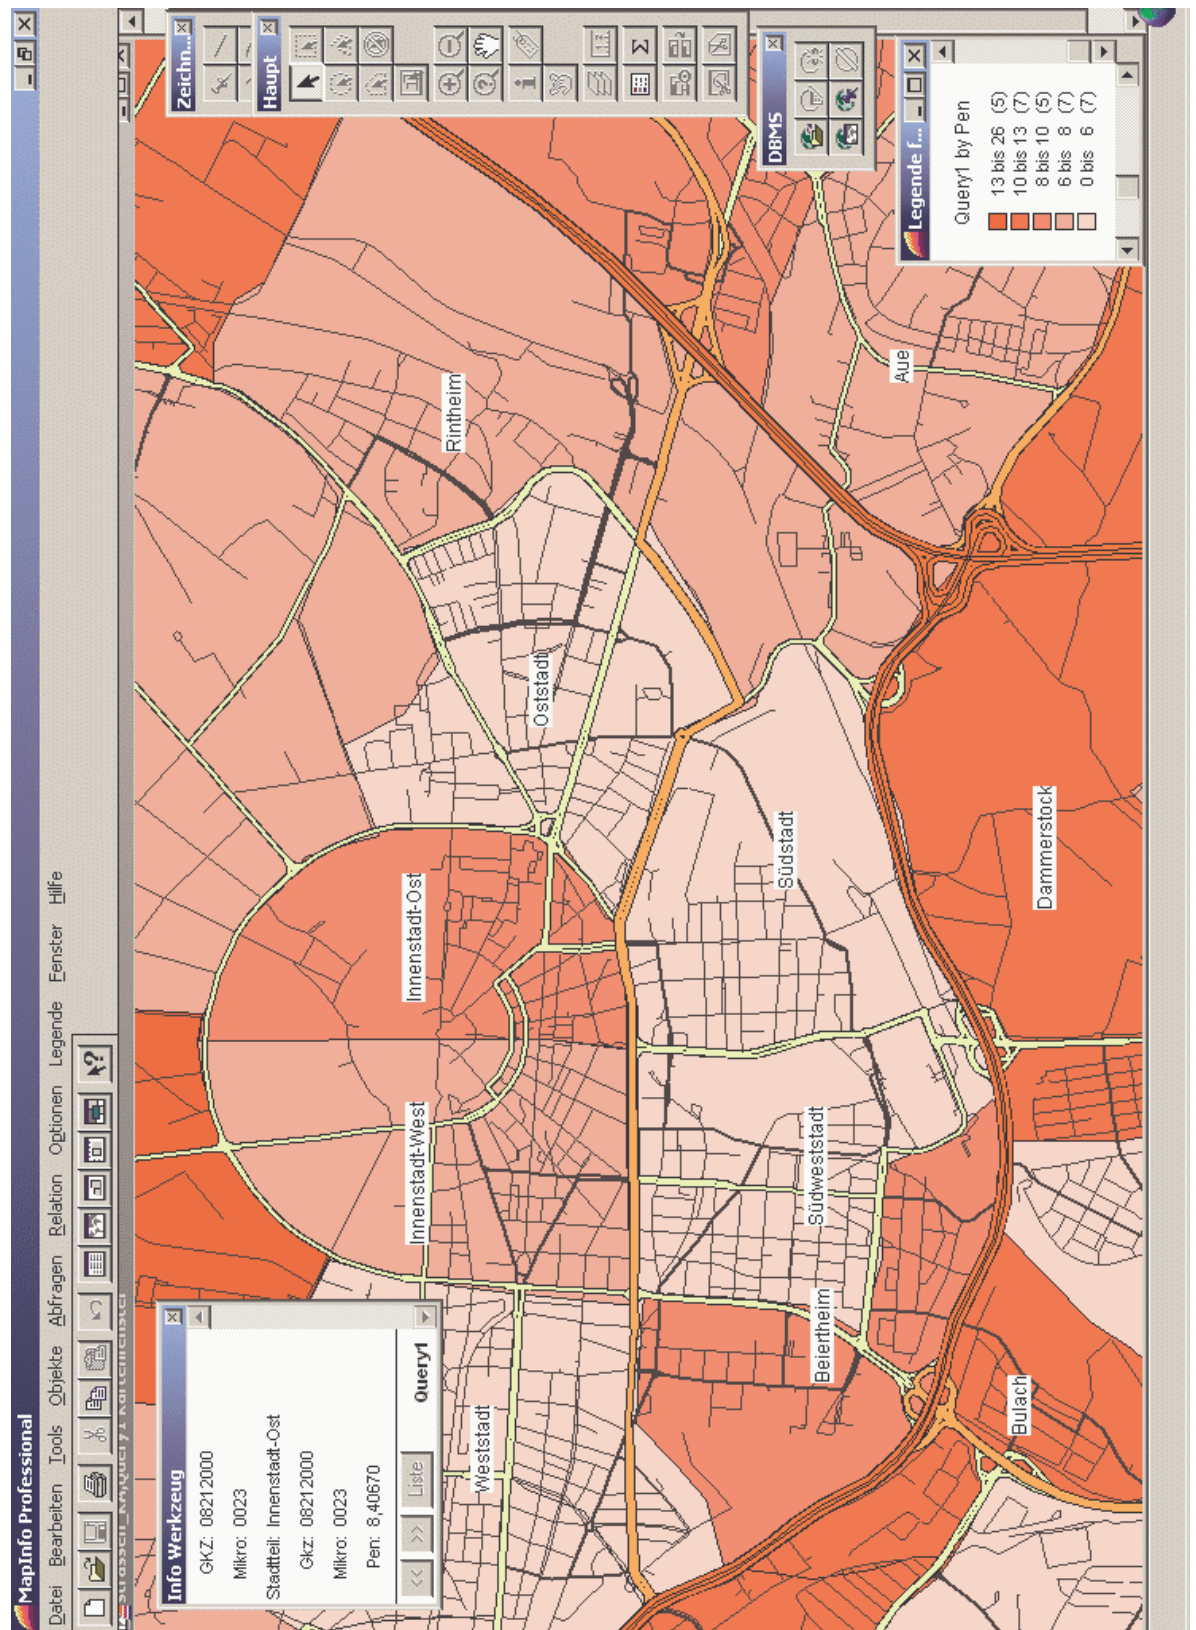 MapInfo Professional
Datei Bearbeiten Tools Objekte Abfragen Relation Optionen Legende Fenster Hilfe
Strassen_KA,Query1 Kartenfenster
Info Werkzeug
GKZ: 08212000
Mikro: 0023
Stadtteil: Innenstadt-Ost
Gkz: 08212000
Mikro: 0023
Pen: 8,40670
<< >> Liste Query1
Zeichn...
Haupt
DBMS
Legende f...
Query1 by Pen
13 bis 26 (5)
10 bis 13 (7)
8 bis 10 (5)
6 bis 8 (7)
0 bis 6 (7)
Rintheim
Innenstadt-Ost
Innenstadt-West
Oststadt
Weststadt
Aue
Südstadt
Südweststadt
Beiertheim
Dammerstock
Bulach